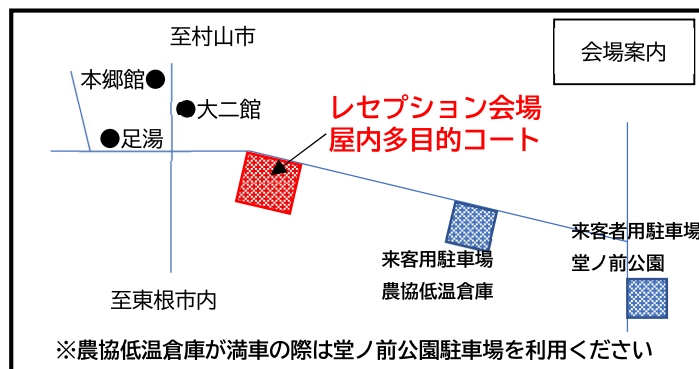 至村山市
会場案内
本郷館
大二館
足湯
レセプション会場
屋内多目的コート
来客用駐車場
農協低温倉庫
来客者用駐車場
堂ノ前公園
至東根市内
※農協低温倉庫が満車の際は堂ノ前公園駐車場を利用ください